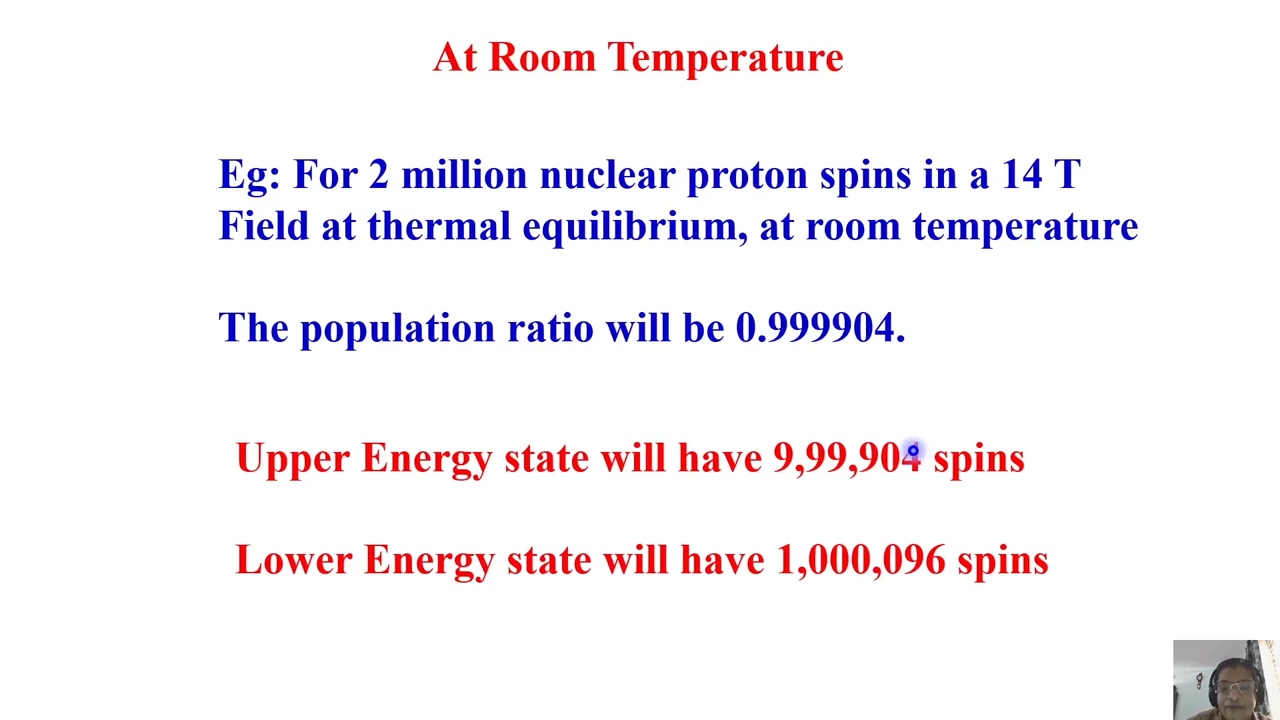 At Room Temperature
Eg: For 2 million nuclear proton spins in a 14 T
Field at thermal equilibrium, at room temperature
The population ratio will be 0.999904.
Upper Energy state will have 9,99,904 spins
Lower Energy state will have 1,000,096 spins